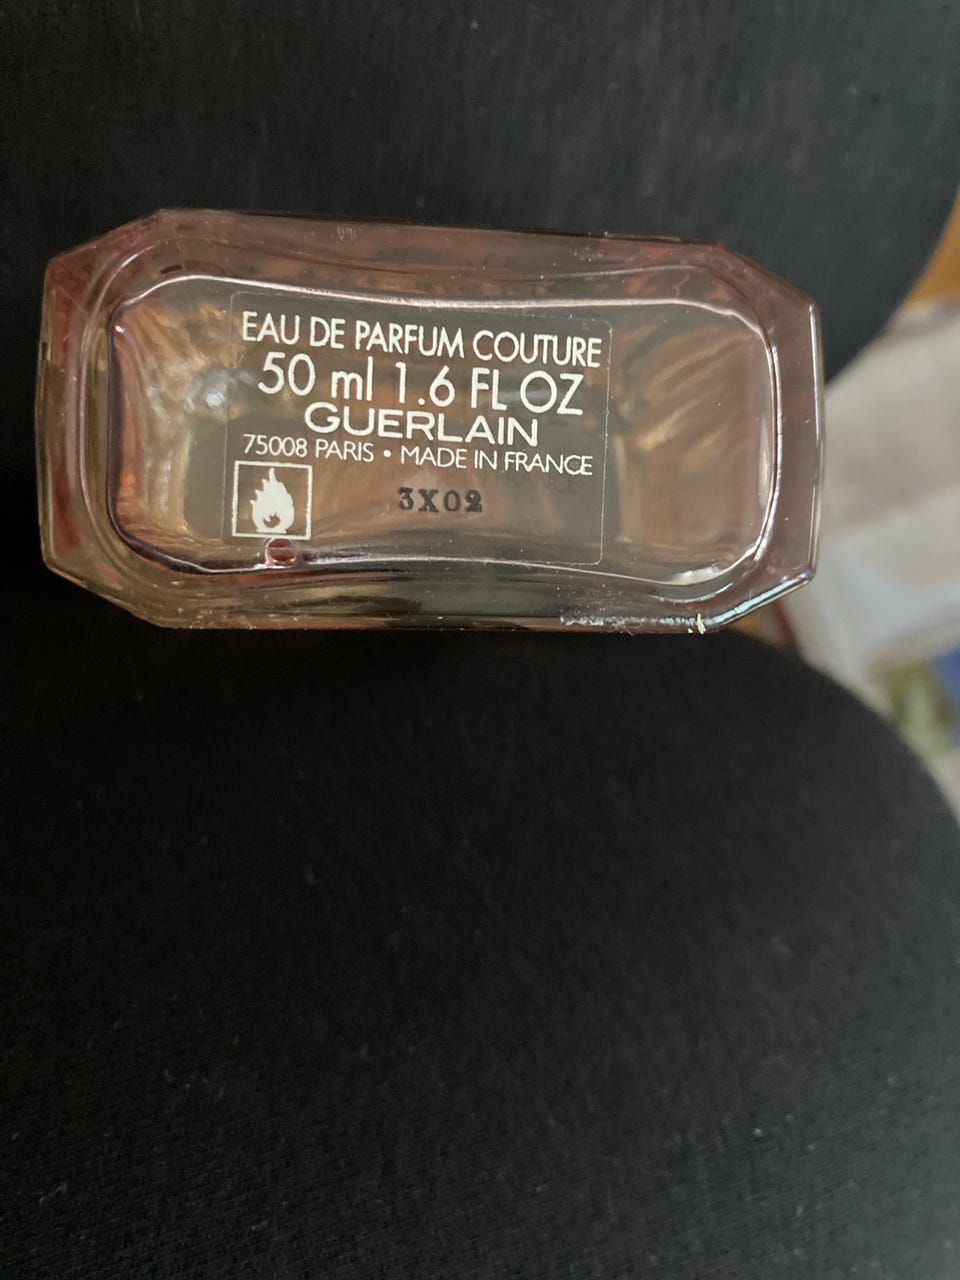 EAU DE PARFUM COUTURE
50 ml 1.6 FL OZ
GUERLAIN
75008 PARIS • MADE IN FRANCE
3X02